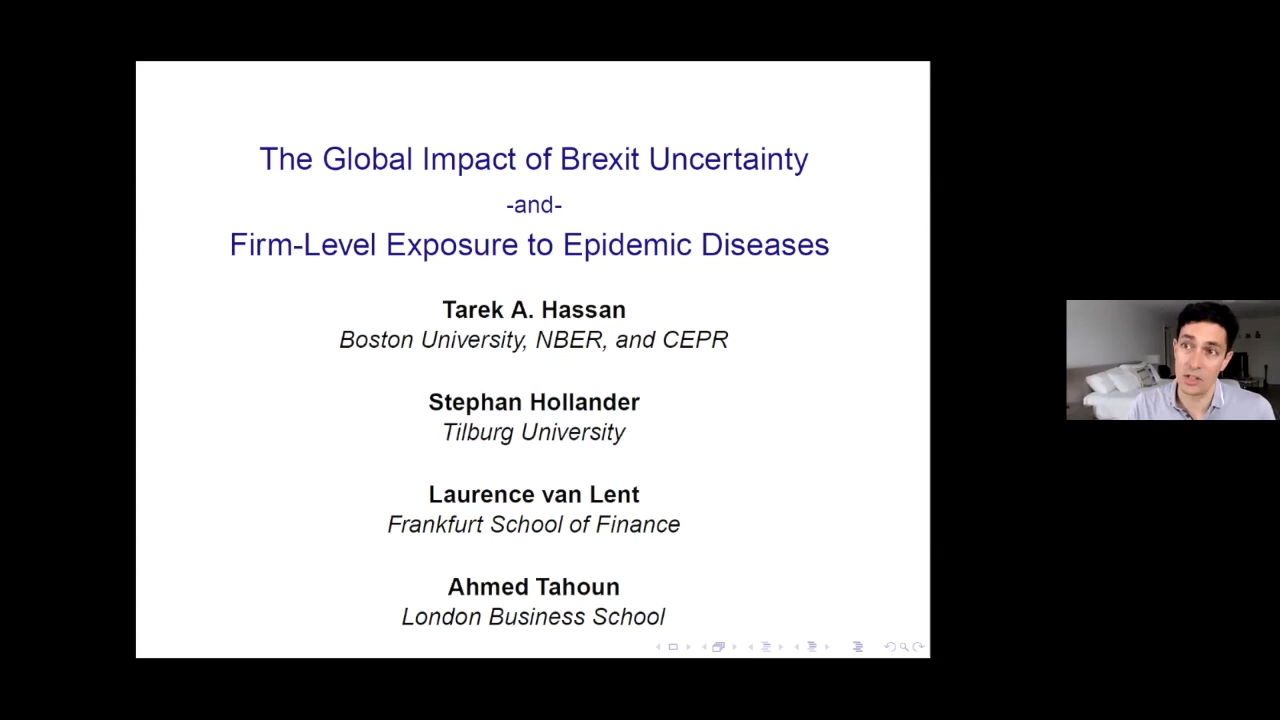 The Global Impact of Brexit Uncertainty
-and-
Firm-Level Exposure to Epidemic Diseases
Tarek A. Hassan
Boston University, NBER, and CEPR
Stephan Hollander
Tilburg University
Laurence van Lent
Frankfurt School of Finance
Ahmed Tahoun
London Business School